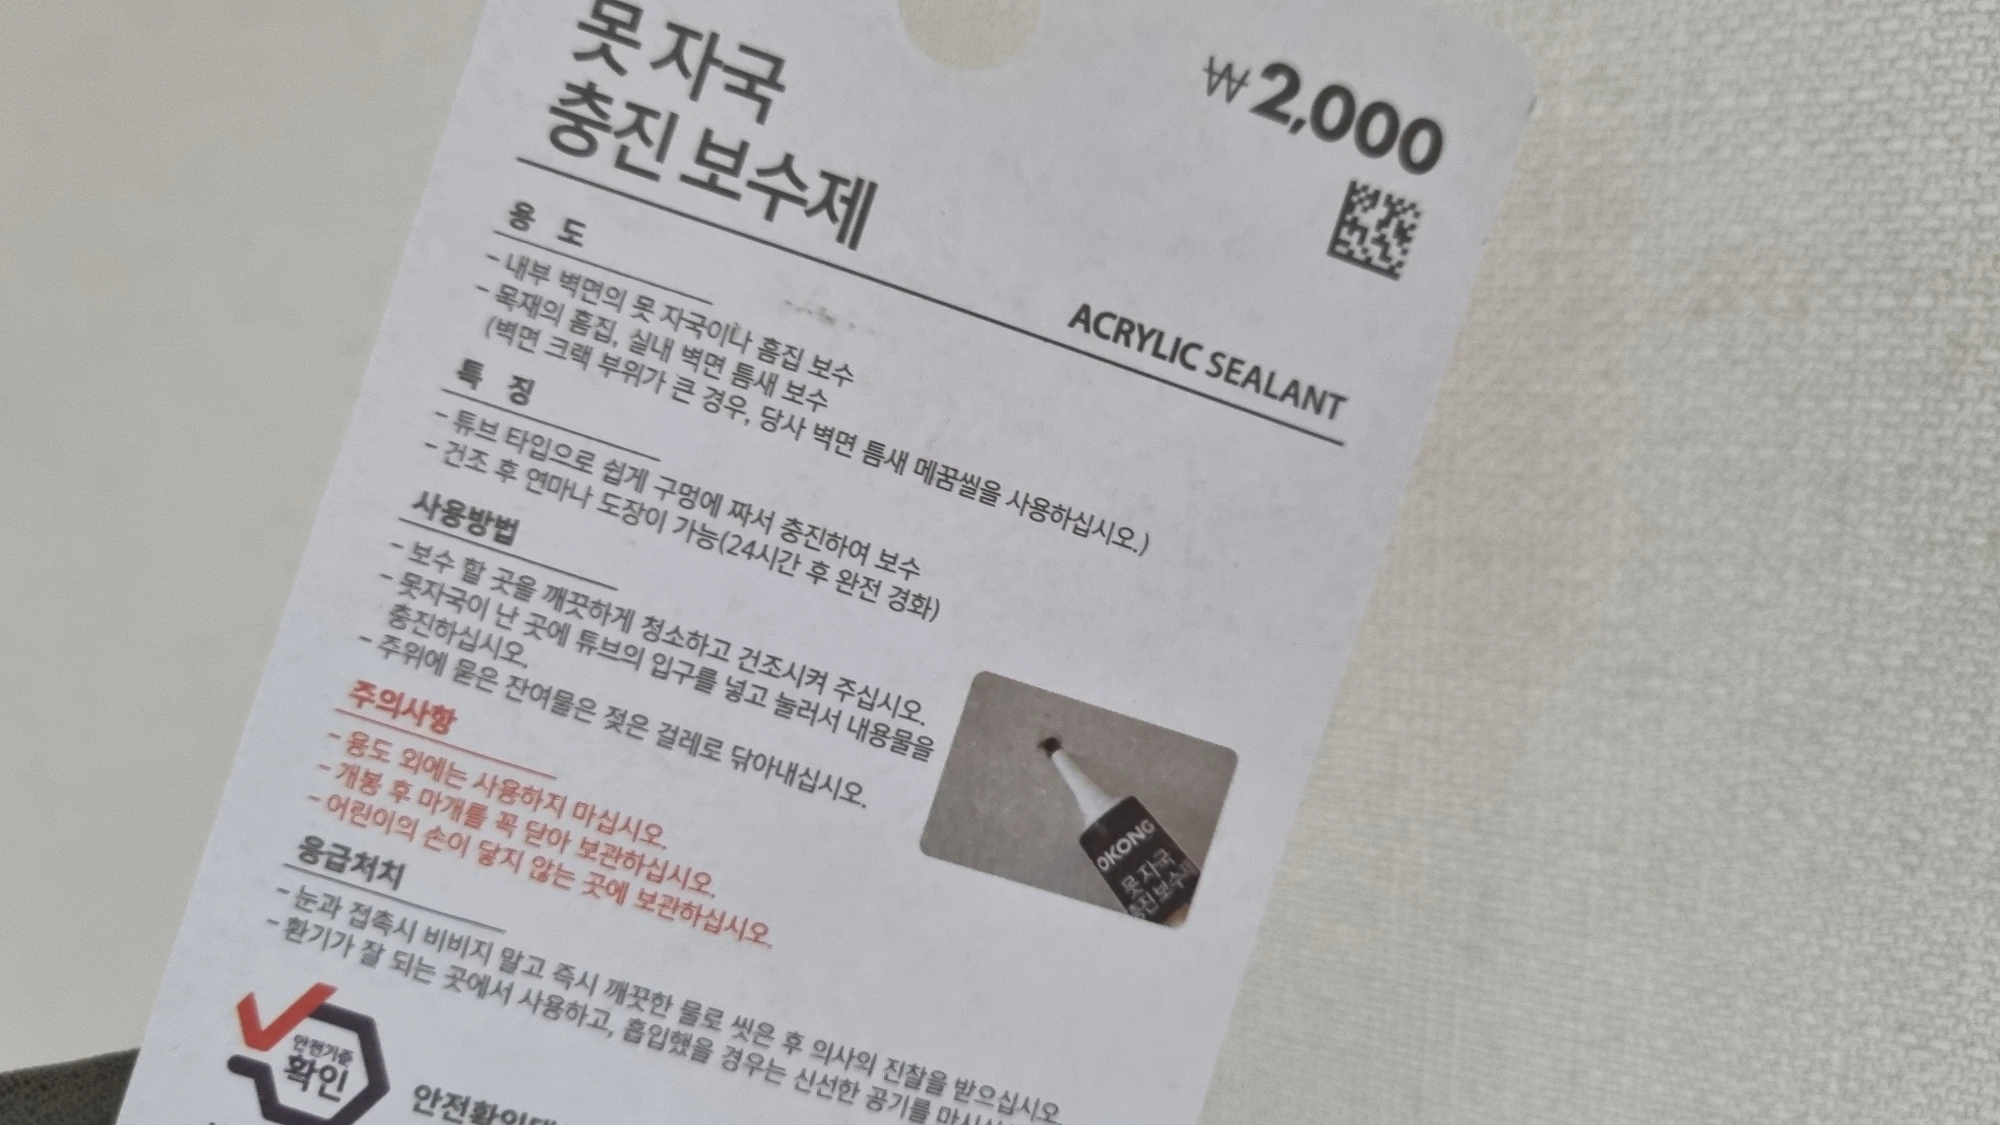 못 자국
충진 보수제
₩2,000
ACRYLIC SEALANT
용 도
- 내부 벽면의 못 자국이나 흠집 보수
- 목재의 흠집, 실내 벽면 틈새 보수
(벽면 크랙 부위가 큰 경우, 당사 벽면 틈새 메꿈씰을 사용하십시오.)
특 징
- 튜브 타입으로 쉽게 구멍에 짜서 충진하여 보수
- 건조 후 연마나 도장이 가능(24시간 후 완전 경화)
사용방법
- 보수 할 곳을 깨끗하게 청소하고 건조시켜 주십시오.
- 못자국이 난 곳에 튜브의 입구를 넣고 눌러서 내용물을
충진하십시오.
- 주위에 묻은 잔여물은 젖은 걸레로 닦아내십시오.
OKONG
못 자국
충진 보수제
주의사항
- 용도 외에는 사용하지 마십시오.
- 개봉 후 마개를 꼭 닫아 보관하십시오.
- 어린이의 손이 닿지 않는 곳에 보관하십시오.
응급처치
- 눈과 접촉시 비비지 말고 즉시 깨끗한 물로 씻은 후 의사의 진찰을 받으십시오.
- 환기가 잘 되는 곳에서 사용하고, 흡입했을 경우는 신선한 공기를
안전기준
확인